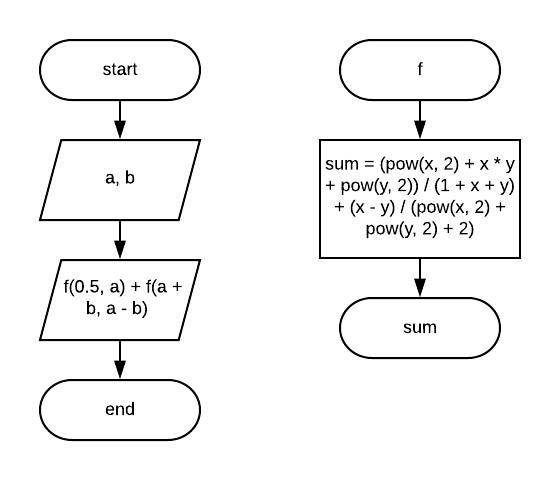 start
a, b
f(0.5, a) + f(a +
b, a - b)
end
f
sum = (pow(x, 2) + x * y
+ pow(y, 2)) / (1 + x + y)
+ (x - y) / (pow(x, 2) +
pow(y, 2) + 2)
sum